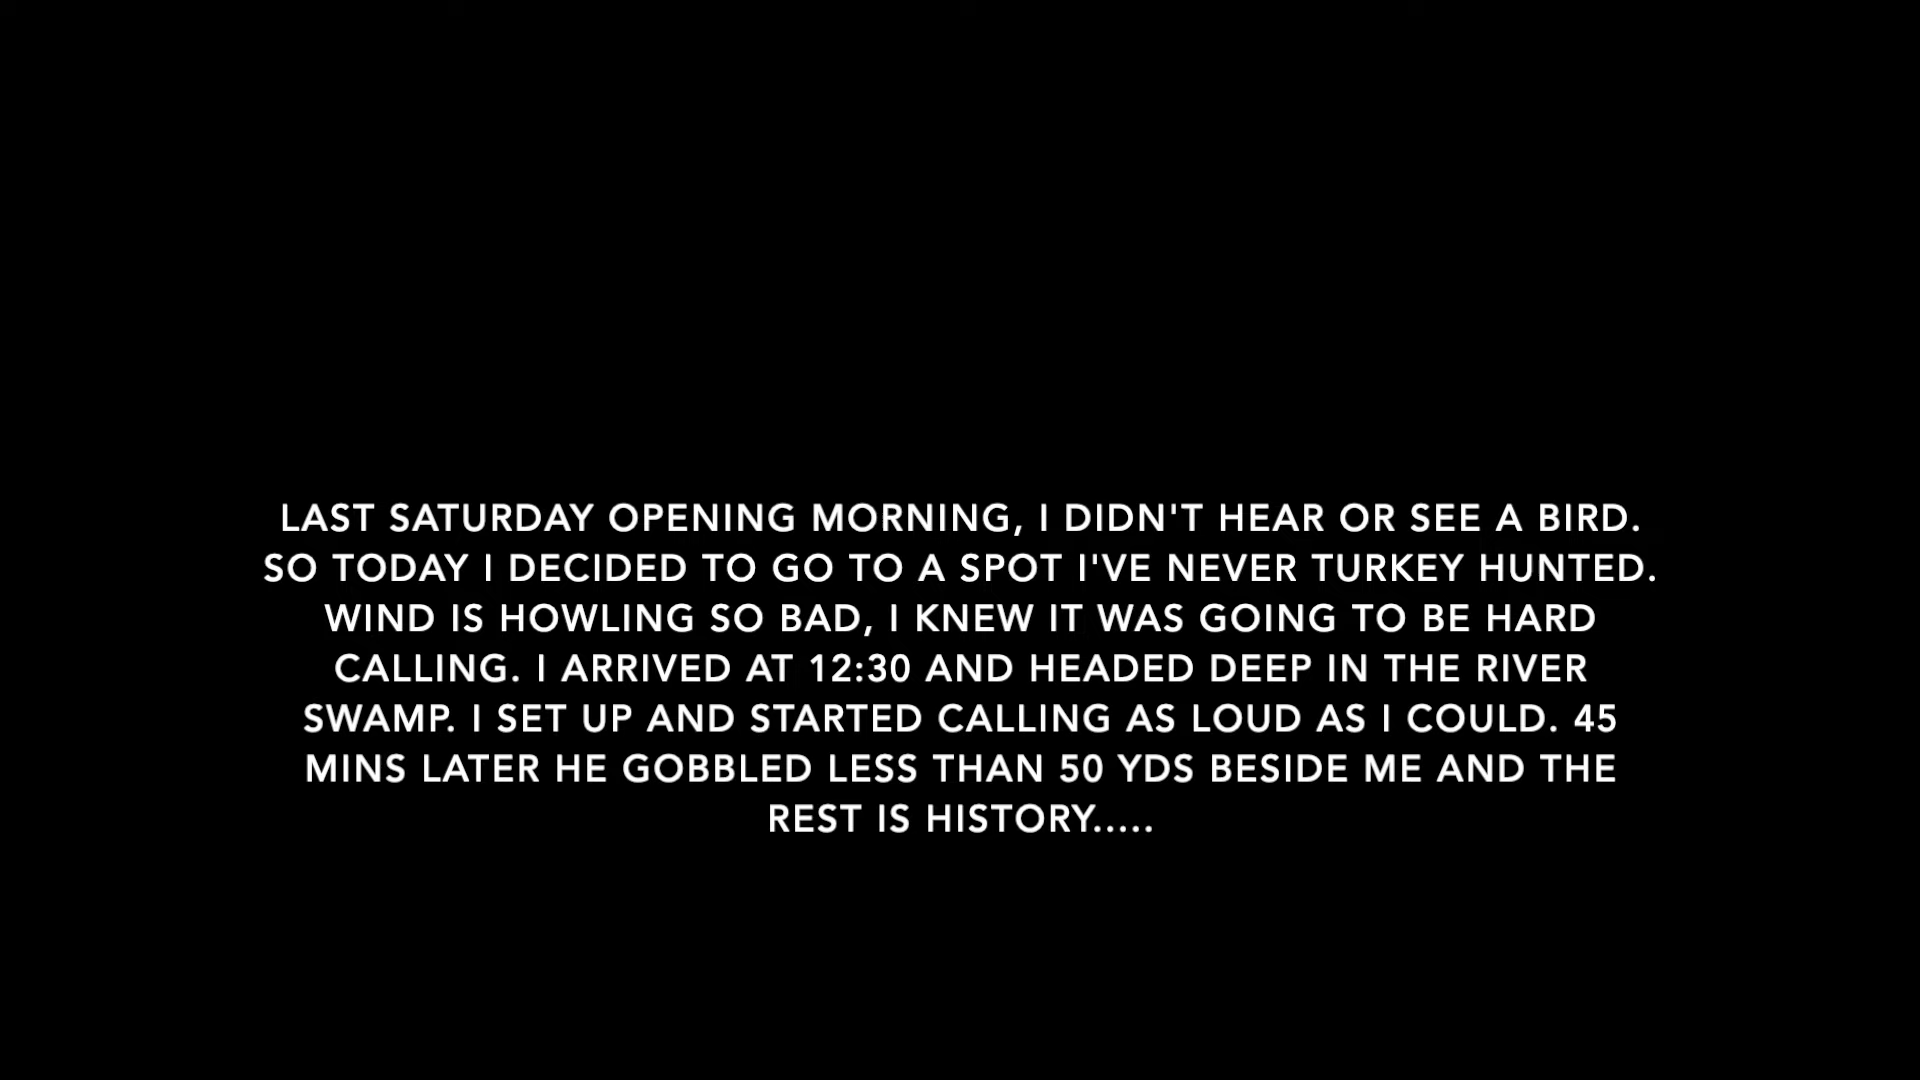 LAST SATURDAY OPENING MORNING, I DIDN'T HEAR OR SEE A BIRD.
SO TODAY I DECIDED TO GO TO A SPOT I'VE NEVER TURKEY HUNTED.
WIND IS HOWLING SO BAD, I KNEW IT WAS GOING TO BE HARD
CALLING. I ARRIVED AT 12:30 AND HEADED DEEP IN THE RIVER
SWAMP. I SET UP AND STARTED CALLING AS LOUD AS I COULD. 45
MINS LATER HE GOBBLED LESS THAN 50 YDS BESIDE ME AND THE
REST IS HISTORY.....